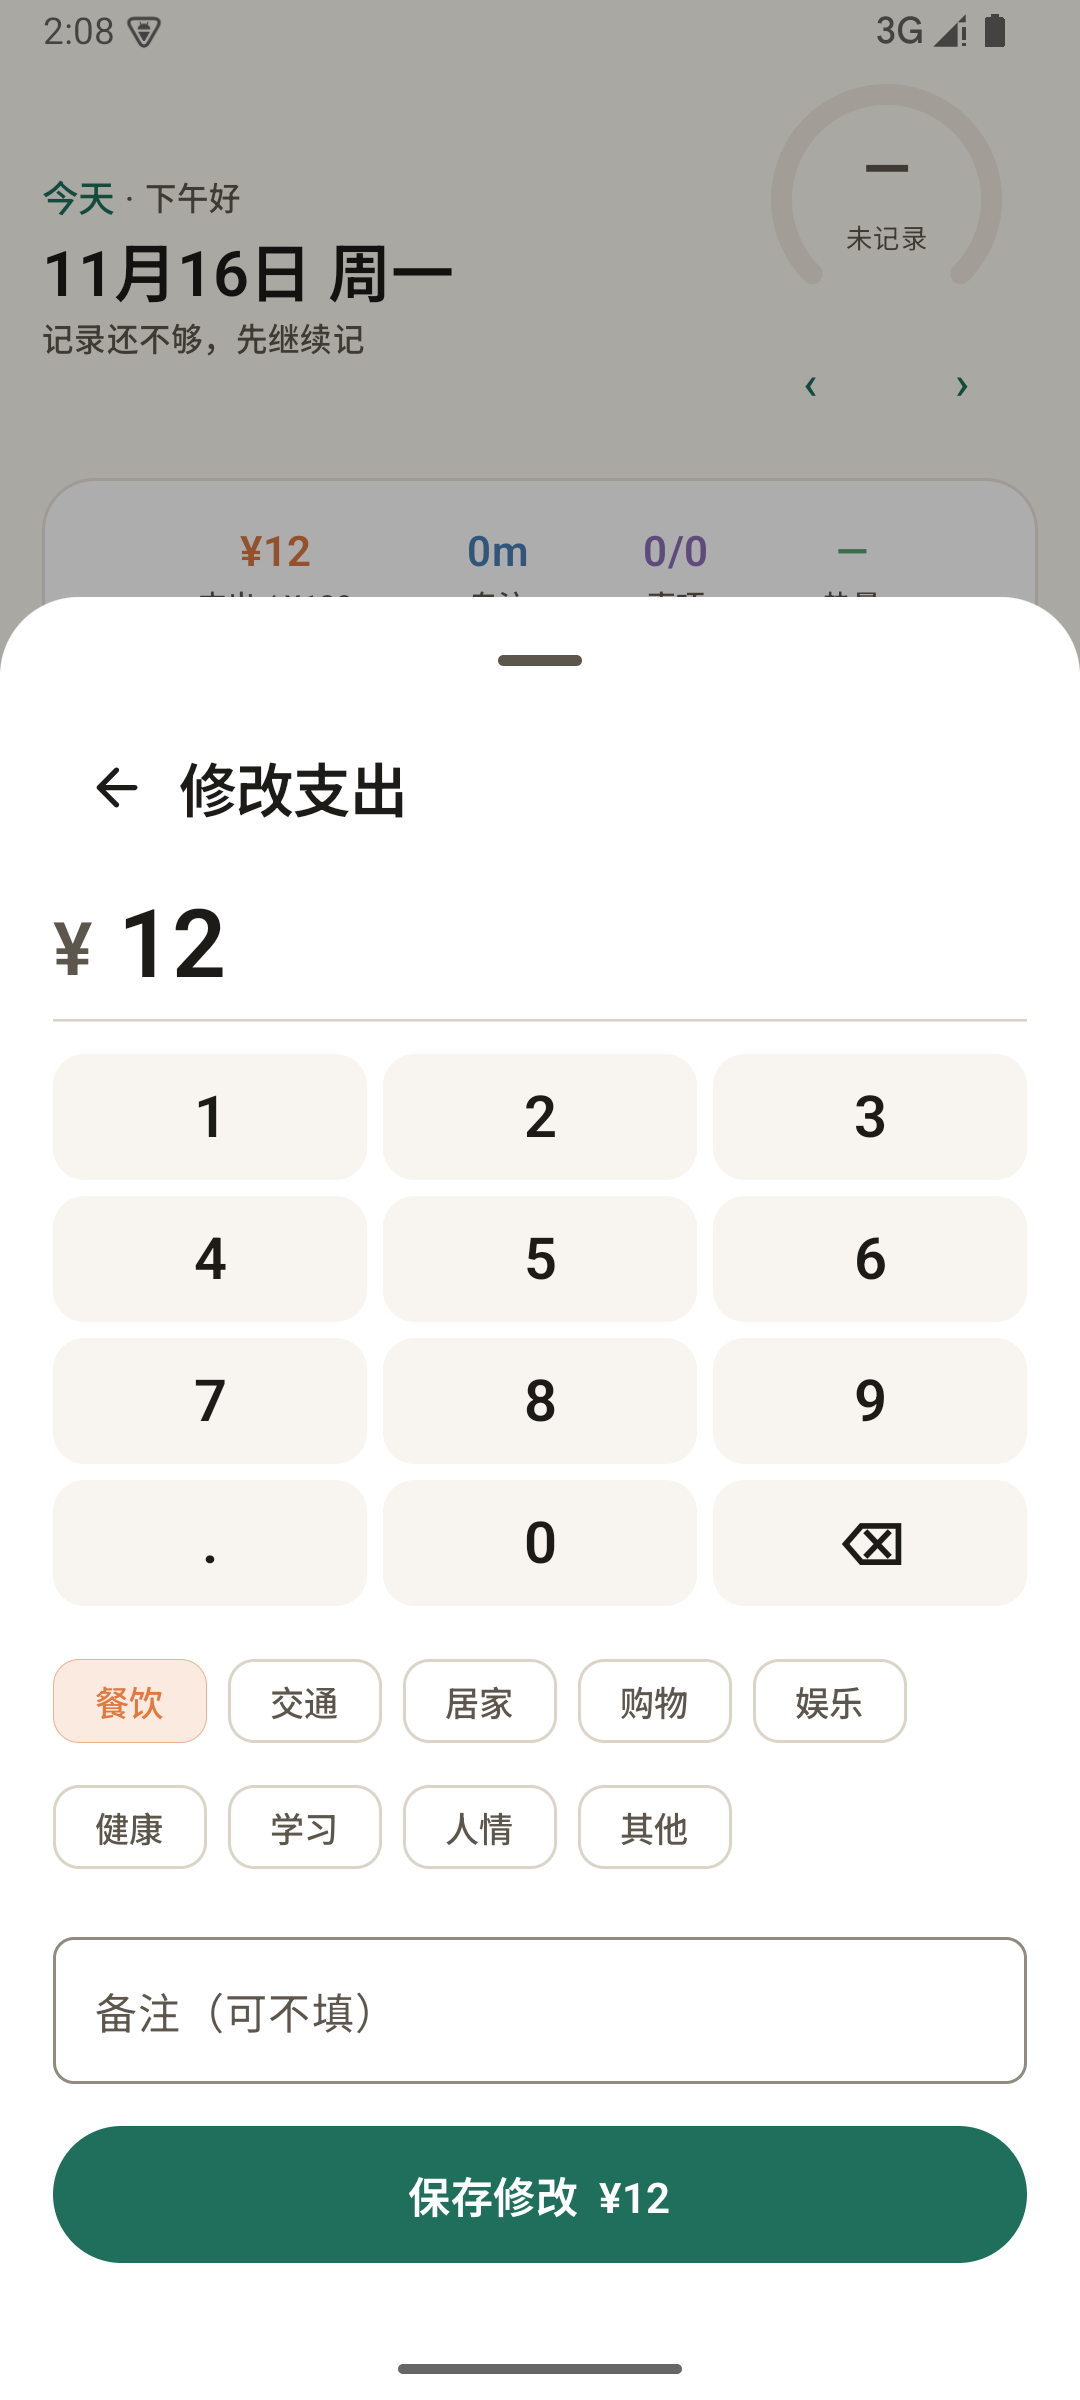 2:08
3G
今天 · 下午好
11月16日 周一
记录还不够，先继续记
—
未记录
‹ ›
¥12 0m 0/0 —
修改支出
¥ 12
1 2 3
4 5 6
7 8 9
. 0
餐饮 交通 居家 购物 娱乐
健康 学习 人情 其他
备注（可不填）
保存修改 ¥12